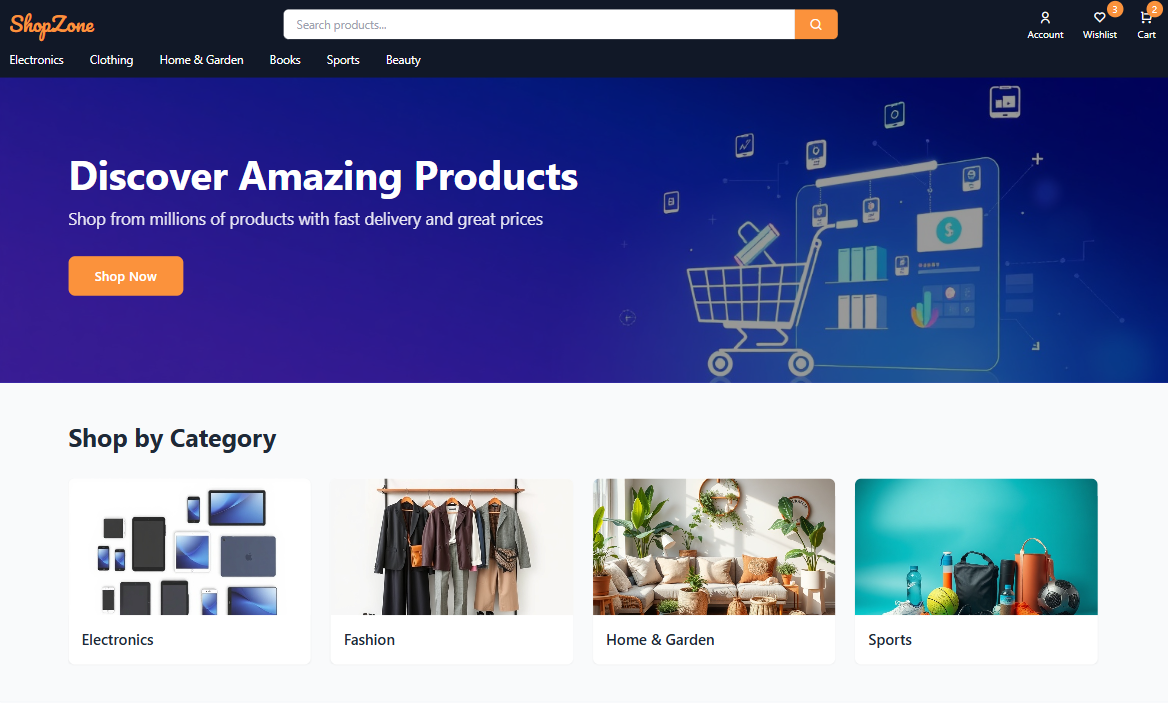 ShopZone
Search products...
3
2
Account
Wishlist
Cart
Electronics
Clothing
Home & Garden
Books
Sports
Beauty
Discover Amazing Products
Shop from millions of products with fast delivery and great prices
Shop Now
$
Shop by Category
Electronics
Fashion
Home & Garden
Sports